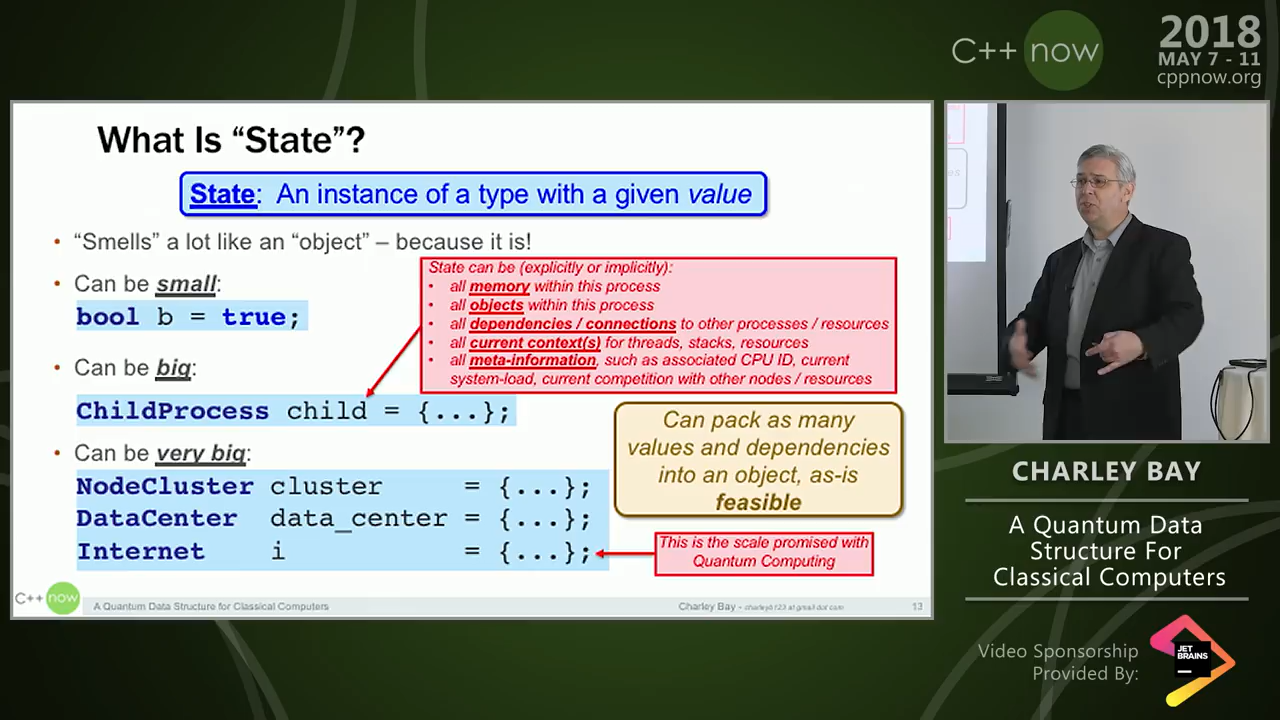 C++ now
2018
MAY 7 - 11
cppnow.org
What Is “State”?
State: An instance of a type with a given value
• “Smells” a lot like an “object” – because it is!
• Can be small:
bool b = true;
State can be (explicitly or implicitly):
• all memory within this process
• all objects within this process
• all dependencies / connections to other processes / resources
• all current context(s) for threads, stacks, resources
• all meta-information, such as associated CPU ID, current
system-load, current competition with other nodes / resources
• Can be big:
ChildProcess child = {...};
Can pack as many
values and dependencies
into an object, as-is
feasible
• Can be very big:
NodeCluster cluster = {...};
DataCenter data_center = {...};
Internet i = {...};
This is the scale promised with
Quantum Computing
C++ now
A Quantum Data Structure for Classical Computers
Charley Bay - charleyb123 at gmail dot com
13
CHARLEY BAY
A Quantum Data
Structure For
Classical Computers
Video Sponsorship
Provided By:
JET
BRAINS